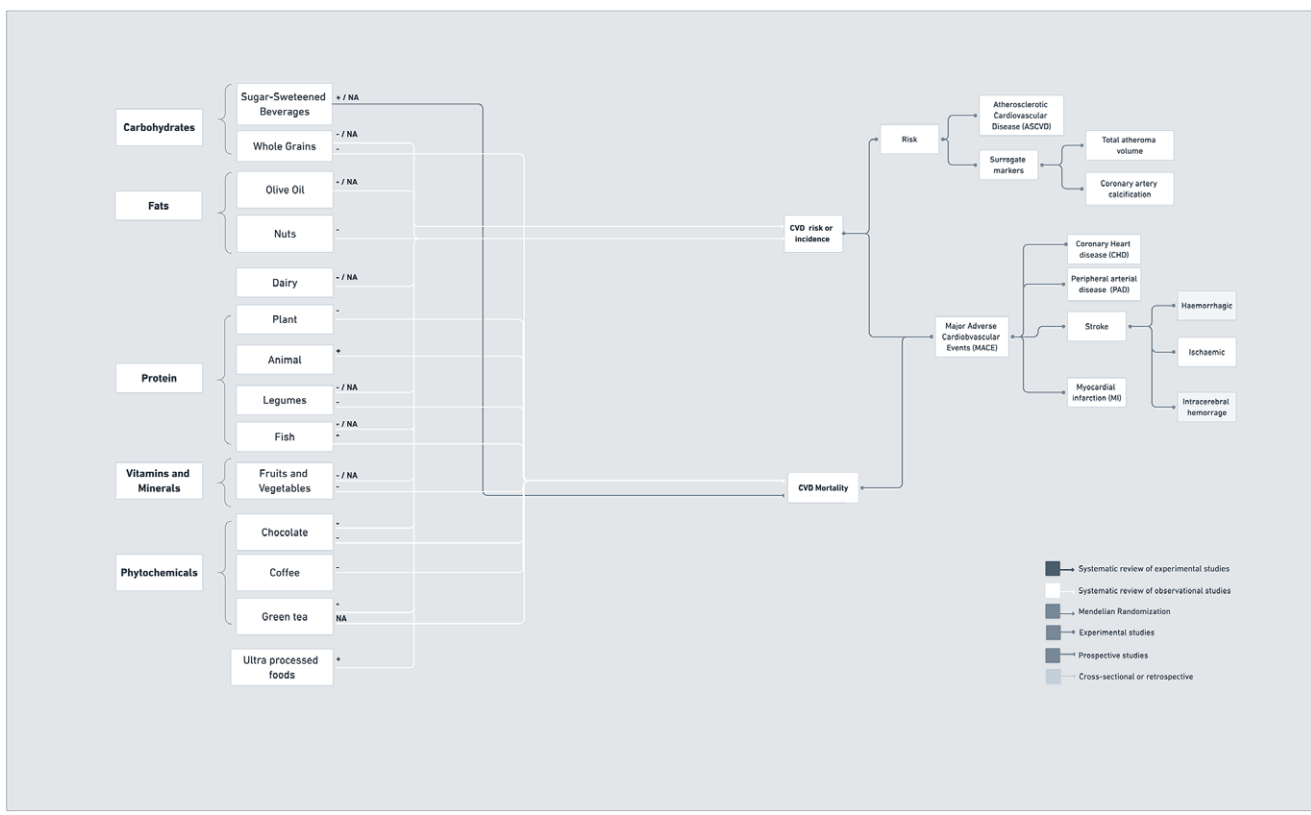 Carbohydrates
Sugar-Sweteened
Beverages
+ / NA
Whole Grains
- / NA
-
Fats
Olive Oil
- / NA
Nuts
-
Dairy
- / NA
Protein
Plant
-
Animal
+
Legumes
- / NA
-
Fish
- / NA
-
Vitamins and
Minerals
Fruits and
Vegetables
- / NA
-
Phytochemicals
Chocolate
-
-
Coffee
-
Green tea
-
NA
Ultra processed
foods
+
CVD risk or
incidence
CVD Mortality
Risk
Atherosclerotic
Cardiovascular
Disease (ASCVD)
Surrogate
markers
Total atheroma
volume
Coronary artery
calcification
Major Adverse
Cardiobvascular
Events (MACE)
Coronary Heart
disease (CHD)
Peripheral arterial
disease (PAD)
Stroke
Myocardial
infarction (MI)
Haemorrhagic
Ischaemic
Intracerebral
hemorrage
Systematic review of experimental studies
Systematic review of observational studies
Mendelian Randomization
Experimental studies
Prospective studies
Cross-sectional or retrospective